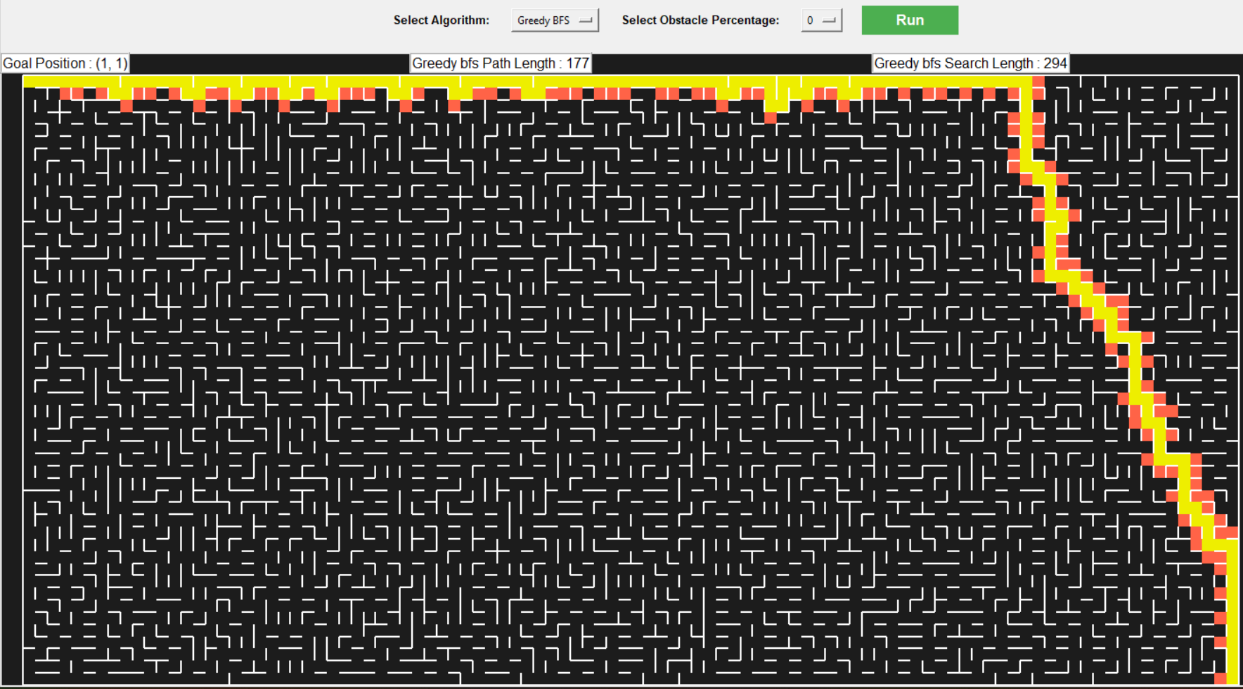 Select Algorithm: Greedy BFS Select Obstacle Percentage: 0 Run
Goal Position : (1, 1) Greedy bfs Path Length : 177 Greedy bfs Search Length : 294